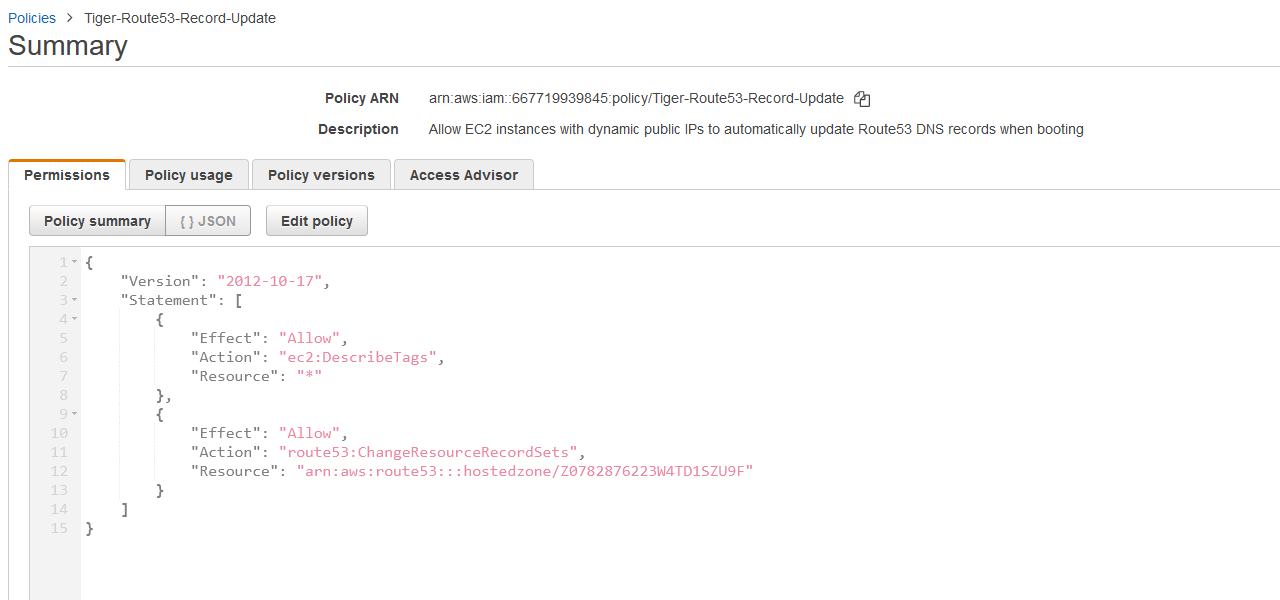 Policies > Tiger-Route53-Record-Update
Summary
Policy ARN arn:aws:iam::667719939845:policy/Tiger-Route53-Record-Update
Description Allow EC2 instances with dynamic public IPs to automatically update Route53 DNS records when booting
Permissions Policy usage Policy versions Access Advisor
Policy summary { } JSON Edit policy
1 {
2     "Version": "2012-10-17",
3     "Statement": [
4         {
5             "Effect": "Allow",
6             "Action": "ec2:DescribeTags",
7             "Resource": "*"
8         },
9         {
10             "Effect": "Allow",
11             "Action": "route53:ChangeResourceRecordSets",
12             "Resource": "arn:aws:route53:::hostedzone/Z0782876223W4TD1SZU9F"
13         }
14     ]
15 }